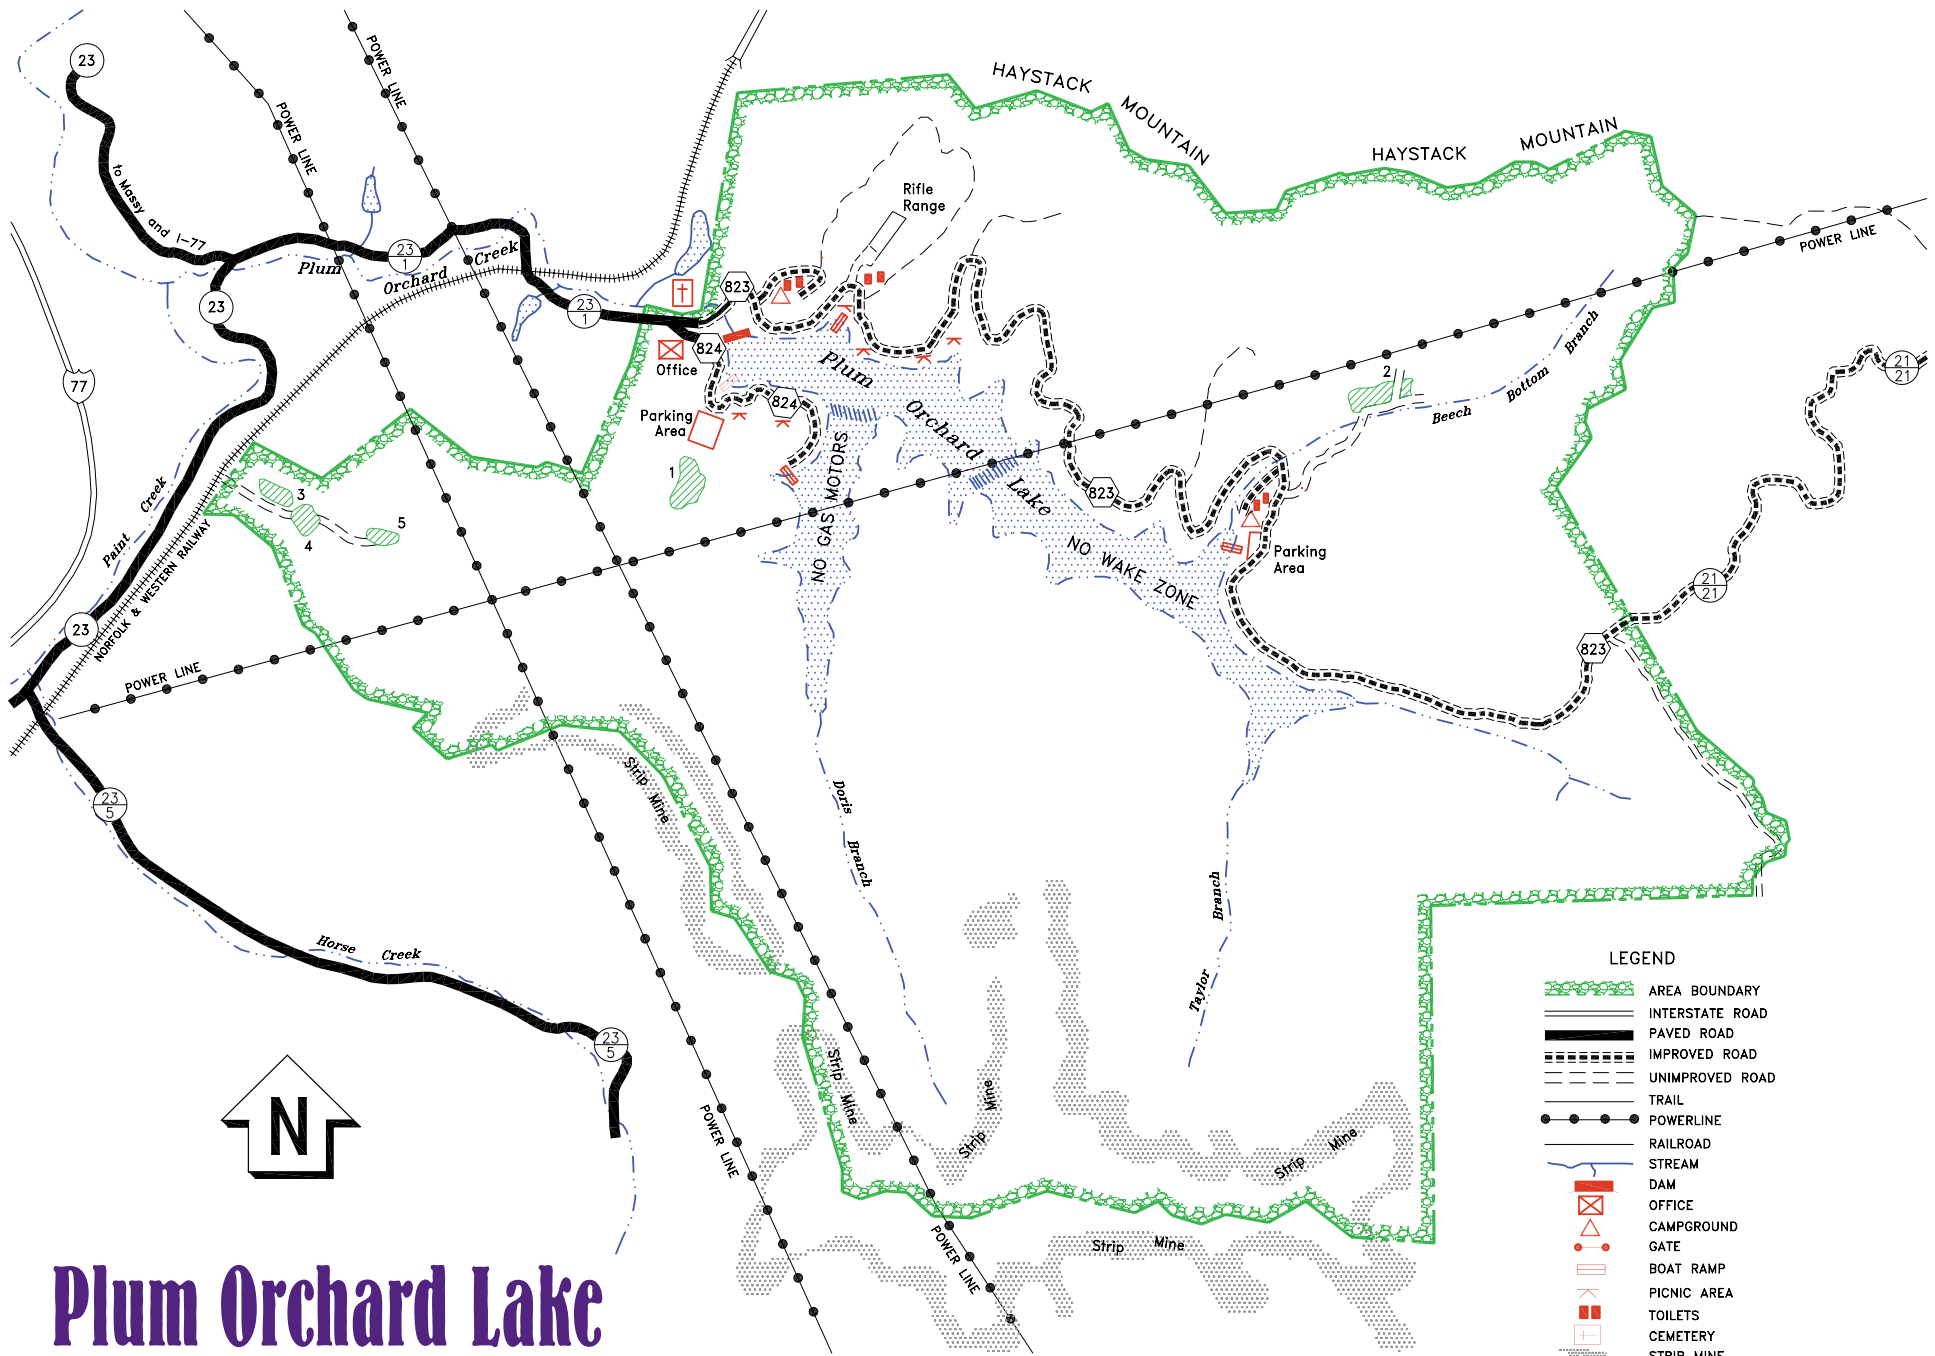 HAYSTACK
MOUNTAIN
HAYSTACK
MOUNTAIN
23
POWER LINE
POWER LINE
to Massy and I-77
Rifle
Range
POWER LINE
23
1
Plum
Orchard
Creek
23
23
1
823
824
Office
Plum
Orchard
Lake
77
Parking
Area
824
1
2
Beech
Bottom
Branch
21
21
NO GAS MOTORS
823
3
4
5
Paint
Creek
NORFOLK & WESTERN RAILWAY
NO WAKE ZONE
Parking
Area
21
21
23
823
POWER LINE
Strip
Mine
23
5
Doris
Branch
Taylor
Branch
Horse
Creek
23
5
Strip
Mine
Strip
Mine
Strip
Mine
Strip
Mine
POWER LINE
POWER LINE
N
Plum Orchard Lake
LEGEND
AREA BOUNDARY
INTERSTATE ROAD
PAVED ROAD
IMPROVED ROAD
UNIMPROVED ROAD
TRAIL
POWERLINE
RAILROAD
STREAM
DAM
OFFICE
CAMPGROUND
GATE
BOAT RAMP
PICNIC AREA
TOILETS
CEMETERY
STRIP MINE